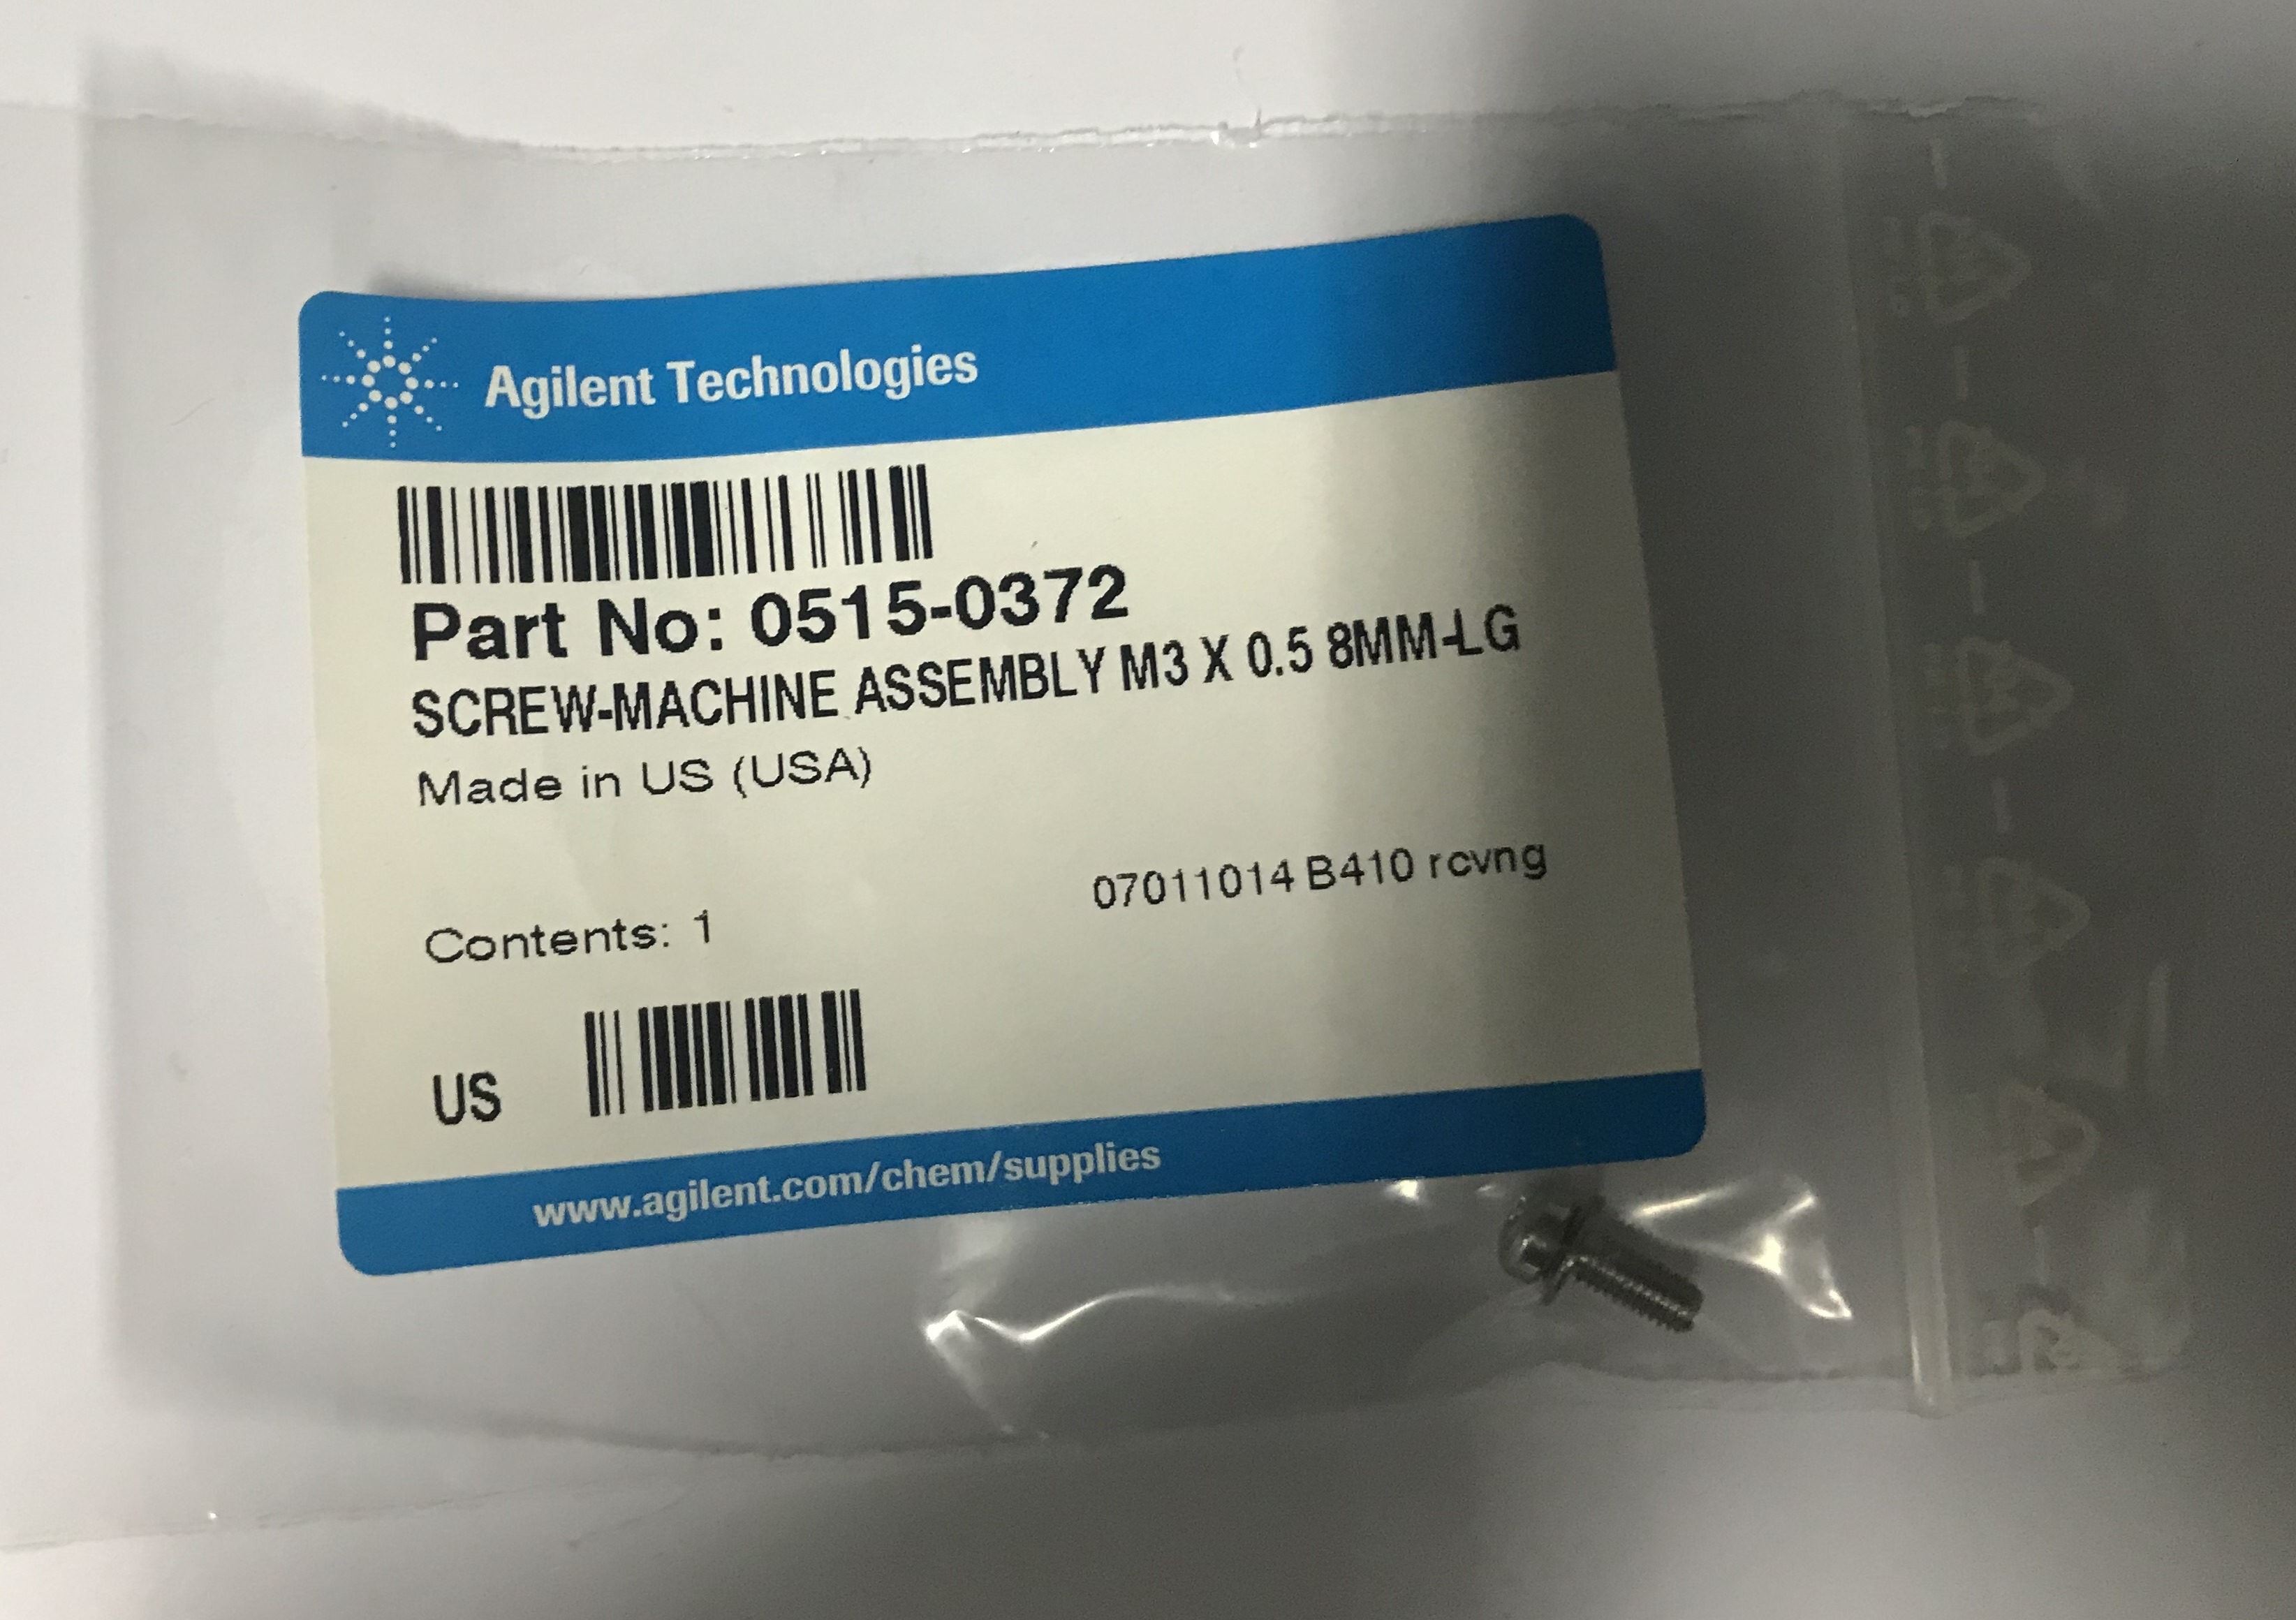 Agilent Technologies
Part No: 0515-0372
SCREW-MACHINE ASSEMBLY M3 X 0.5 8MM-LG
Made in US (USA)
07011014 B410 rcvng
Contents: 1
US
www.agilent.com/chem/supplies